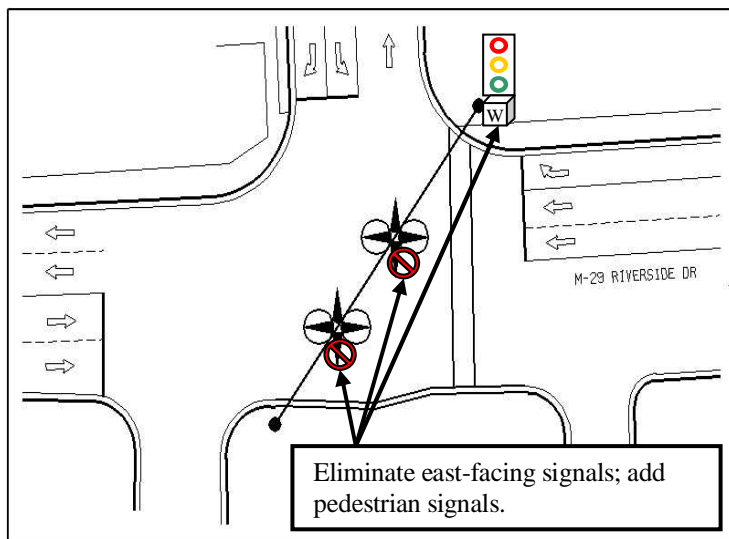 W
M-29 RIVERSIDE DR
Eliminate east-facing signals; add
pedestrian signals.